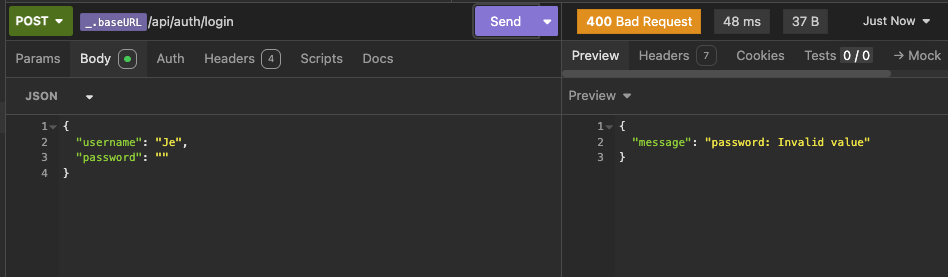 POST _.baseURL /api/auth/login Send
400 Bad Request 48 ms 37 B Just Now
Params Body Auth Headers 4 Scripts Docs
Preview Headers 7 Cookies Tests 0 / 0 → Mock
JSON
Preview
1 {
2 "username": "Je",
3 "password": ""
4 }
1 {
2 "message": "password: Invalid value"
3 }